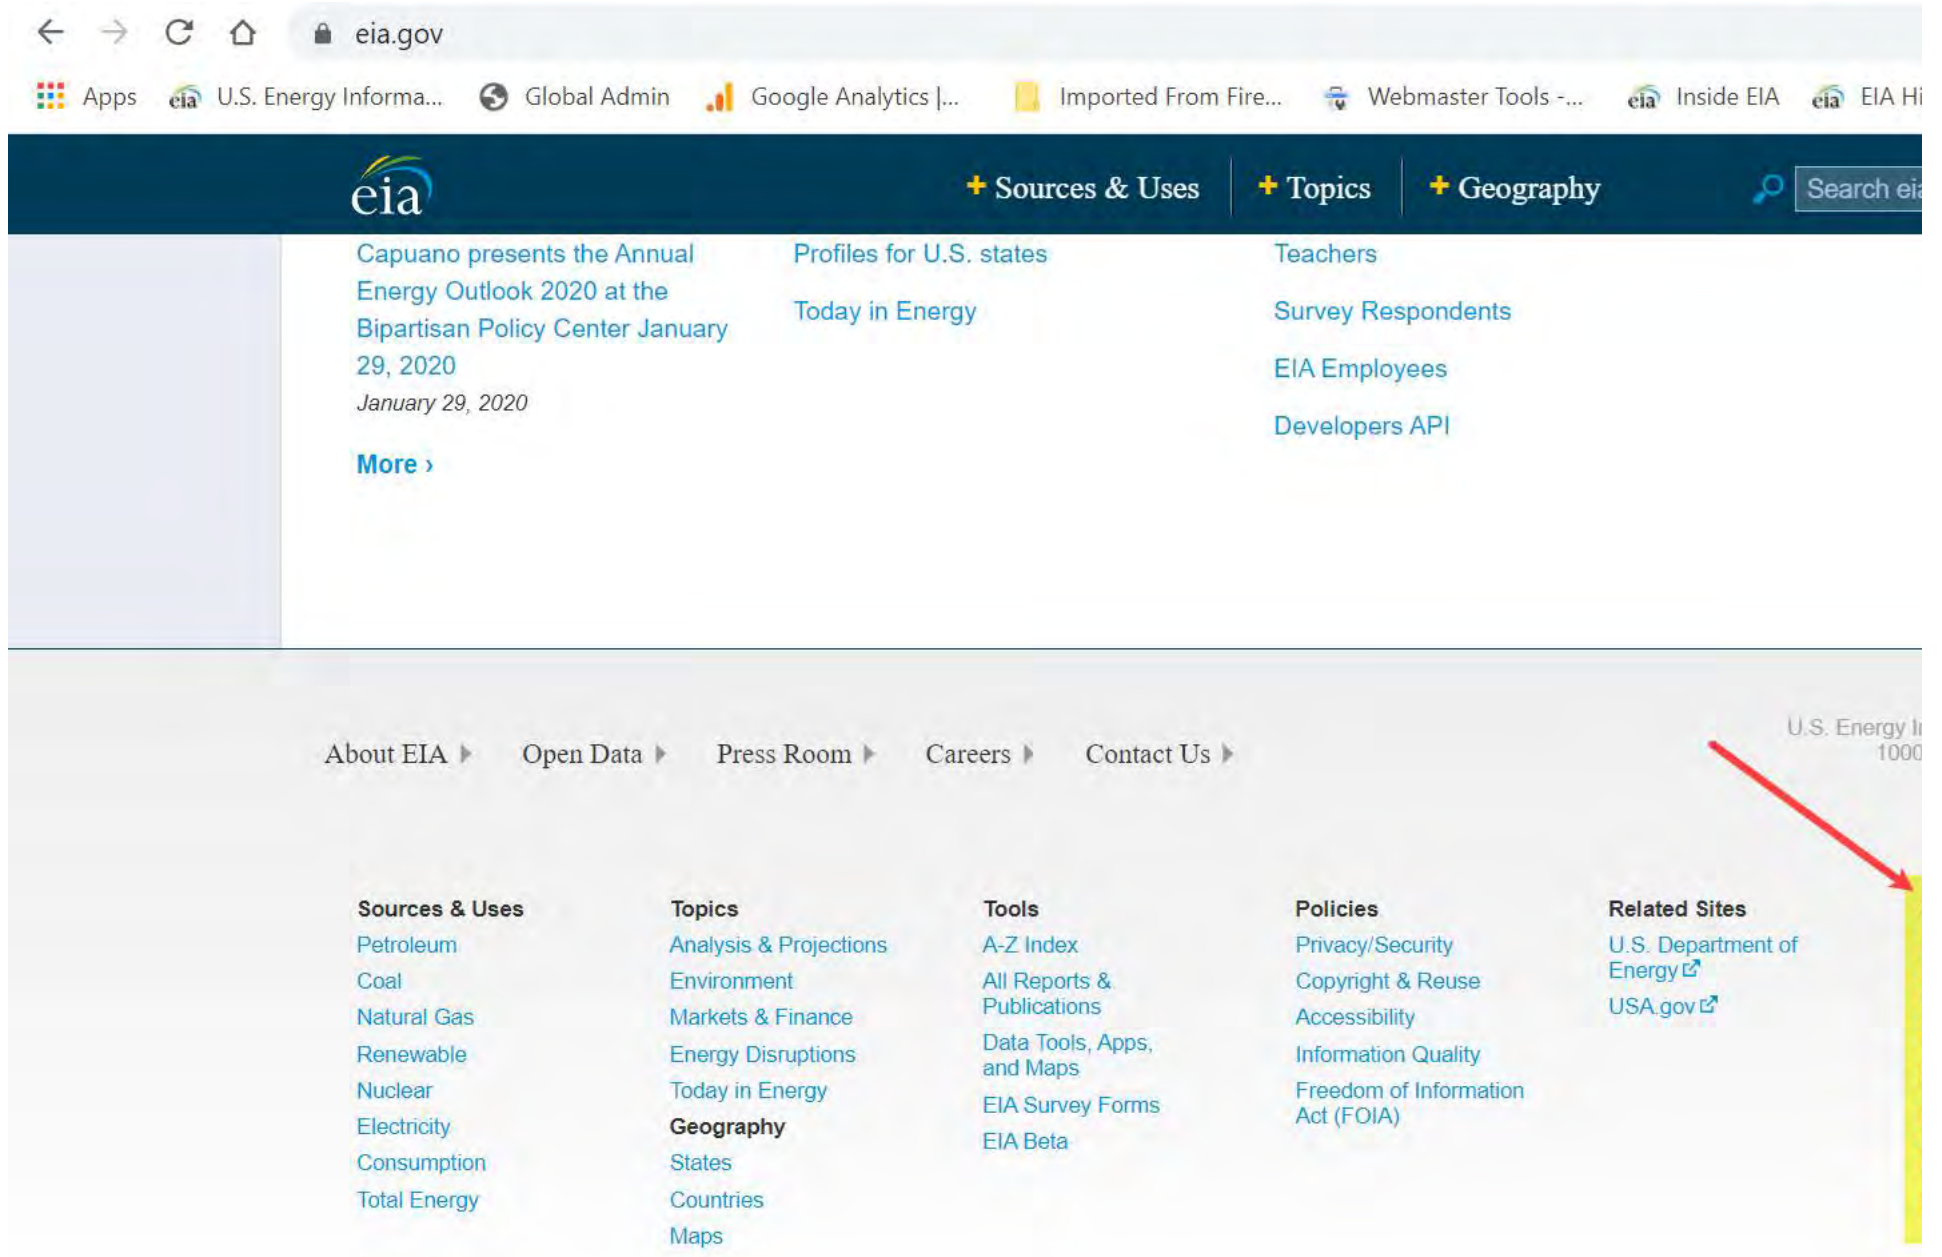 eia.gov
Apps U.S. Energy Informa... Global Admin Google Analytics |... Imported From Fire... Webmaster Tools -... Inside EIA EIA Hi
eia + Sources & Uses + Topics + Geography Search eia
Capuano presents the Annual
Energy Outlook 2020 at the
Bipartisan Policy Center January
29, 2020
January 29, 2020
More ›
Profiles for U.S. states
Today in Energy
Teachers
Survey Respondents
EIA Employees
Developers API
About EIA Open Data Press Room Careers Contact Us
U.S. Energy I
1000
Sources & Uses
Petroleum
Coal
Natural Gas
Renewable
Nuclear
Electricity
Consumption
Total Energy
Topics
Analysis & Projections
Environment
Markets & Finance
Energy Disruptions
Today in Energy
Geography
States
Countries
Maps
Tools
A-Z Index
All Reports &
Publications
Data Tools, Apps,
and Maps
EIA Survey Forms
EIA Beta
Policies
Privacy/Security
Copyright & Reuse
Accessibility
Information Quality
Freedom of Information
Act (FOIA)
Related Sites
U.S. Department of
Energy
USA.gov